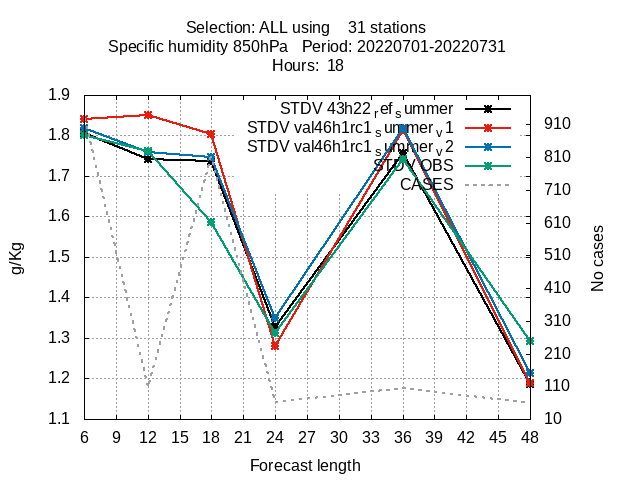 Selection: ALL using 31 stations
Specific humidity 850hPa Period: 20220701-20220731
Hours: 18
STDV 43h22_ref_summer
STDV val46h1rc1_summer_v1
STDV val46h1rc1_summer_v2
STDV OBS
CASES
1.9
1.8
1.7
1.6
1.5
1.4
1.3
1.2
1.1
g/Kg
910
810
710
610
510
410
310
210
110
10
No cases
6 9 12 15 18 21 24 27 30 33 36 39 42 45 48
Forecast length